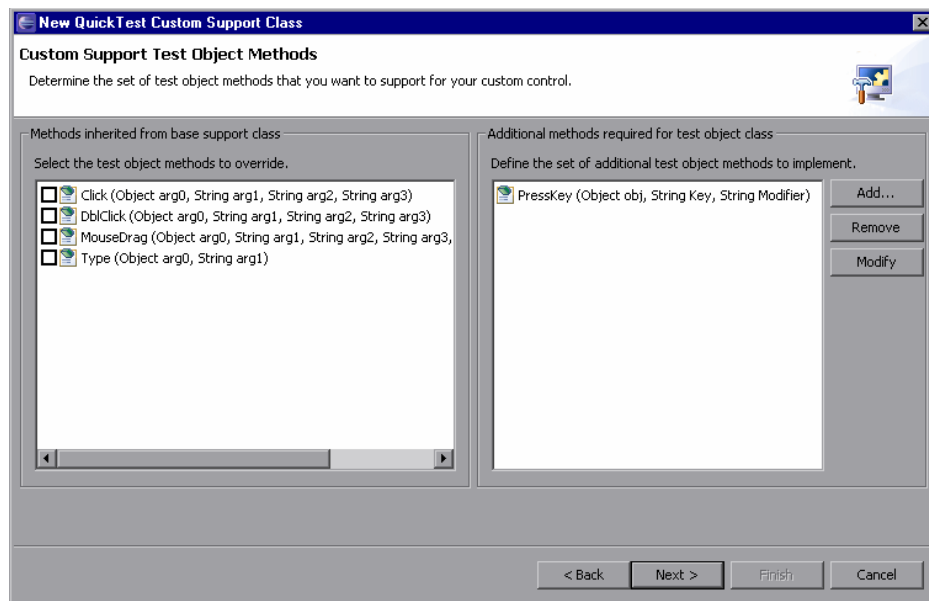 New QuickTest Custom Support Class
Custom Support Test Object Methods
Determine the set of test object methods that you want to support for your custom control.
Methods inherited from base support class
Select the test object methods to override.
Click (Object arg0, String arg1, String arg2, String arg3)
DblClick (Object arg0, String arg1, String arg2, String arg3)
MouseDrag (Object arg0, String arg1, String arg2, String arg3,
Type (Object arg0, String arg1)
Additional methods required for test object class
Define the set of additional test object methods to implement.
PressKey (Object obj, String Key, String Modifier)
Add...
Remove
Modify
< Back
Next >
Finish
Cancel